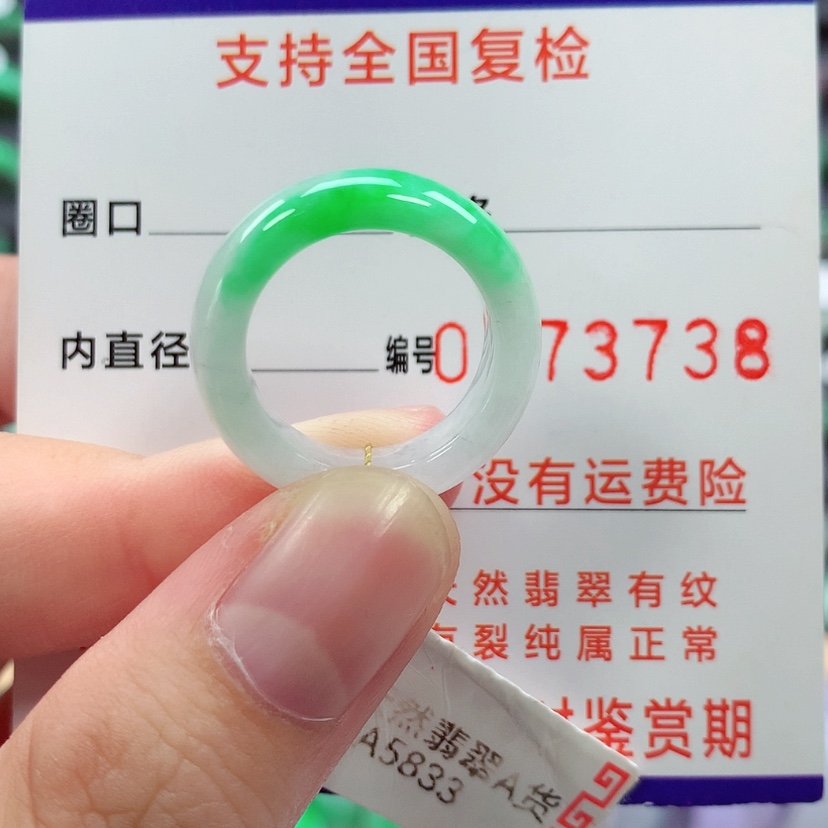 支持全国复检
圈口
内直径
编号0 73738
没有运费险
然翡翠有纹
裂纯属正常
鉴赏期
然翡翠A货
A5833